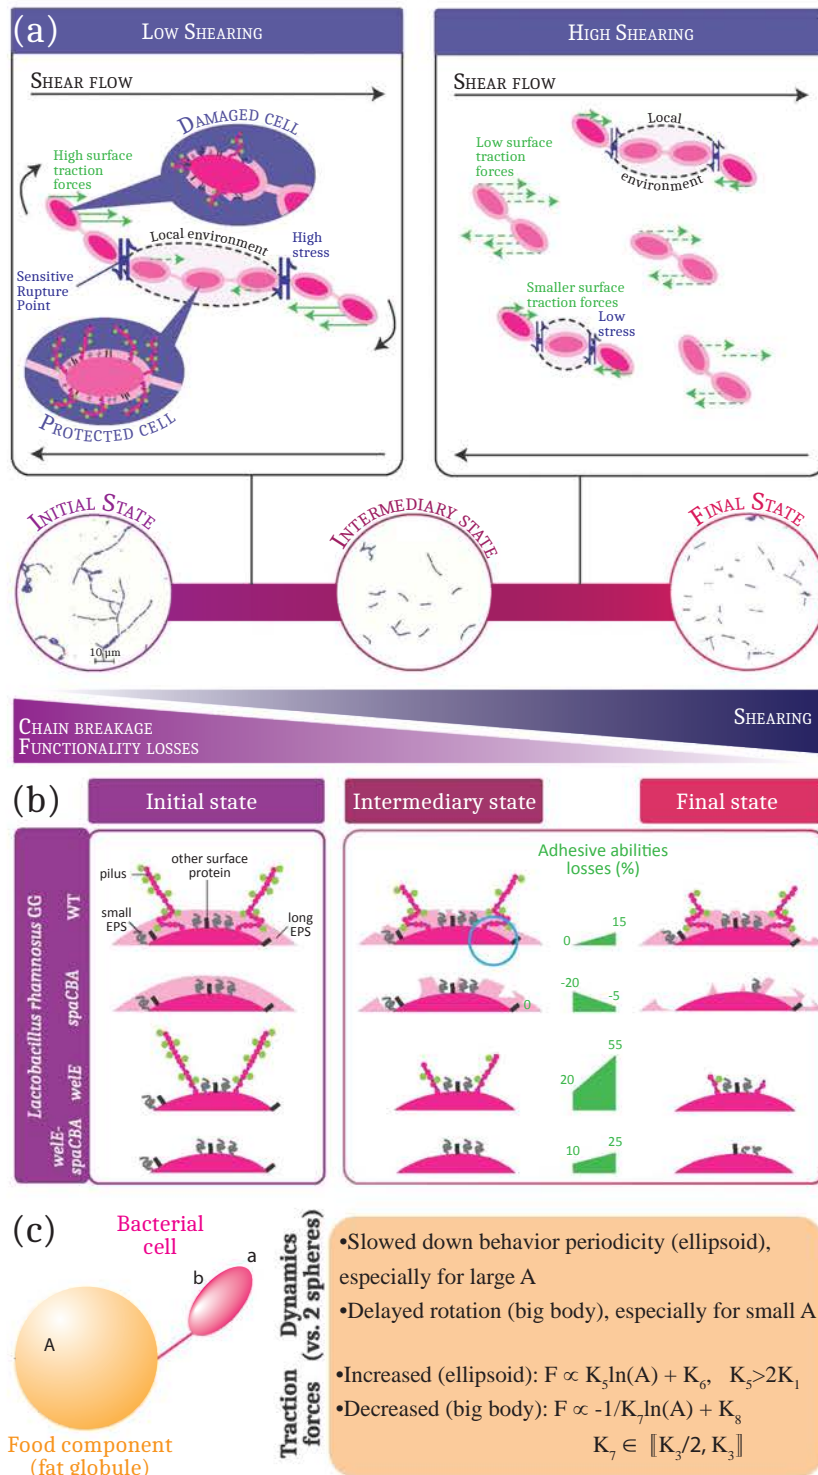 (a)
LOW SHEARING
HIGH SHEARING
SHEAR FLOW
DAMAGED CELL
High surface
traction
forces
Local environment
High
stress
Sensitive
Rupture
Point
PROTECTED CELL
SHEAR FLOW
Local
environment
Low surface
traction
forces
Smaller surface
traction forces
Low
stress
INITIAL STATE
INTERMEDIARY STATE
FINAL STATE
10 µm
SHEARING
CHAIN BREAKAGE
FUNCTIONALITY LOSSES
(b)
Initial state
Intermediary state
Final state
Lactobacillus rhamnosus GG
WT
pilus
other surface
protein
small
EPS
long
EPS
Adhesive abilities
losses (%)
0
15
spaCBA
0
-20
-5
welE
20
55
welE-
spaCBA
10
25
(c)
Bacterial
cell
a
b
A
Food component
(fat globule)
Dynamics
(vs. 2 spheres)
•Slowed down behavior periodicity (ellipsoid),
especially for large A
•Delayed rotation (big body), especially for small A
Traction
forces
•Increased (ellipsoid): F ∝ K₅ln(A) + K₆, K₅>2K₁
•Decreased (big body): F ∝ -1/K₇ln(A) + K₈
K₇ ∈ ⟦K₃/2, K₃⟧